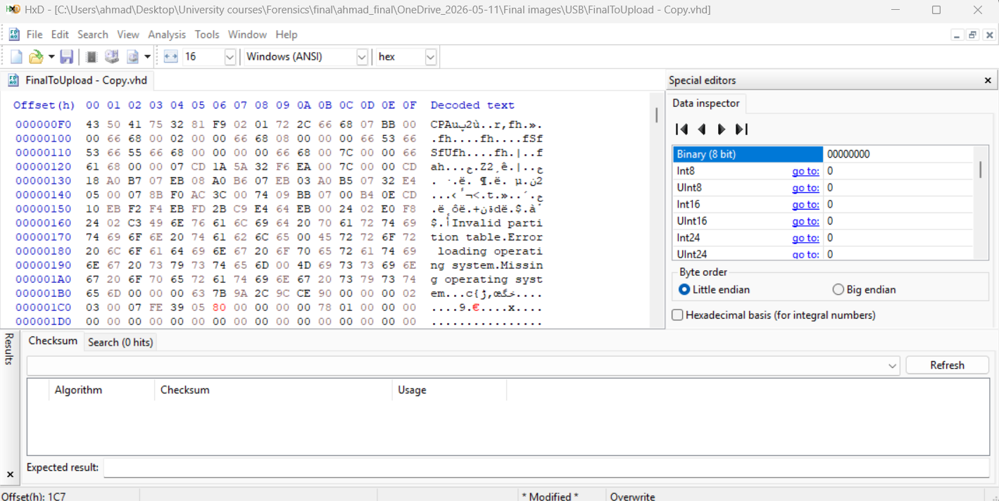 HxD - [C:\Users\ahmad\Desktop\University courses\Forensics\final\ahmad_final\OneDrive_2026-05-11\Final images\USB\FinalToUpload - Copy.vhd]
File Edit Search View Analysis Tools Window Help
16 Windows (ANSI) hex
FinalToUpload - Copy.vhd
Offset(h) 00 01 02 03 04 05 06 07 08 09 0A 0B 0C 0D 0E 0F Decoded text
000000F0 43 50 41 75 32 81 F9 02 01 72 2C 66 68 07 BB 00 CPAu2پù..r,fh.».
00000100 00 66 68 00 02 00 00 66 68 08 00 00 00 66 53 66 .fh....fh....fSf
00000110 53 66 55 66 68 00 00 00 00 66 68 00 7C 00 00 66 SfUfh....fh.|..f
00000120 61 68 00 00 07 CD 1A 5A 32 F6 EA 00 7C 00 00 CD
00000130 18 A0 B7 07 EB 08 A0 B6 07 EB 03 A0 B5 07 32 E4
00000140 05 00 07 8B F0 AC 3C 00 74 09 BB 07 00 B4 0E CD
00000150 10 EB F2 F4 EB FD 2B C9 E4 64 EB 00 24 02 E0 F8
00000160 24 02 C3 49 6E 76 61 6C 69 64 20 70 61 72 74 69 $.أInvalid parti
00000170 74 69 6F 6E 20 74 61 62 6C 65 00 45 72 72 6F 72 tion table.Error
00000180 20 6C 6F 61 64 69 6E 67 20 6F 70 65 72 61 74 69 loading operati
00000190 6E 67 20 73 79 73 74 65 6D 00 4D 69 73 73 69 6E ng system.Missin
000001A0 67 20 6F 70 65 72 61 74 69 6E 67 20 73 79 73 74 g operating syst
000001B0 65 6D 00 00 00 63 7B 9A 2C 9C CE 90 00 00 00 02
000001C0 03 00 07 FE 39 05 80 00 00 00 00 78 01 00 00 00 ....9.€....x....
000001D0 00 00 00 00 00 00 00 00 00 00 00 00 00 00 00 00 ................
Special editors
Data inspector
Binary (8 bit) 00000000
Int8 go to: 0
UInt8 go to: 0
Int16 go to: 0
UInt16 go to: 0
Int24 go to: 0
UInt24 go to: 0
Byte order
Little endian Big endian
Hexadecimal basis (for integral numbers)
Results
Checksum Search (0 hits)
Refresh
Algorithm Checksum Usage
Expected result:
Offset(h): 1C7 * Modified * Overwrite